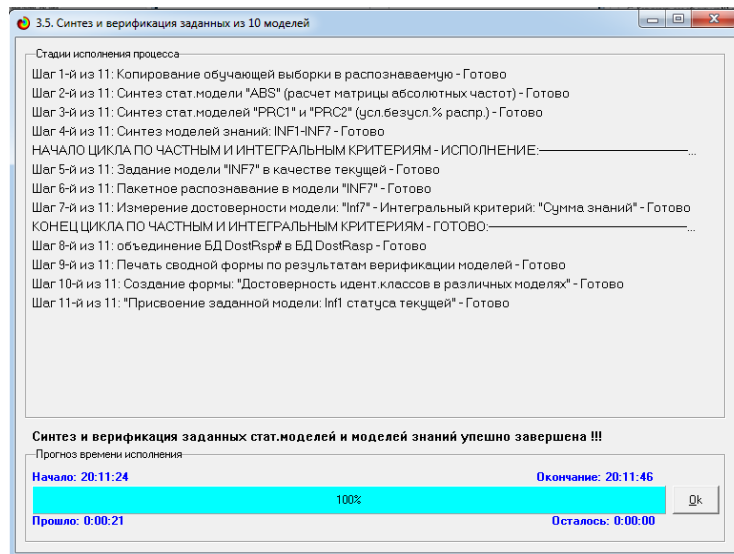 3.5. Синтез и верификация заданных из 10 моделей
Стадии исполнения процесса
Шаг 1-й из 11: Копирование обучающей выборки в распознаваемую - Готово
Шаг 2-й из 11: Синтез стат.модели "ABS" (расчет матрицы абсолютных частот) - Готово
Шаг 3-й из 11: Синтез стат.моделей "PRC1" и "PRC2" (усл.безусл.% распр.) - Готово
Шаг 4-й из 11: Синтез моделей знаний: INF1-INF7 - Готово
НАЧАЛО ЦИКЛА ПО ЧАСТНЫМ И ИНТЕГРАЛЬНЫМ КРИТЕРИЯМ - ИСПОЛНЕНИЕ:————————...
Шаг 5-й из 11: Задание модели "INF7" в качестве текущей - Готово
Шаг 6-й из 11: Пакетное распознавание в модели "INF7" - Готово
Шаг 7-й из 11: Измерение достоверности модели: "Inf7" - Интегральный критерий: "Сумма знаний" - Готово
КОНЕЦ ЦИКЛА ПО ЧАСТНЫМ И ИНТЕГРАЛЬНЫМ КРИТЕРИЯМ - ГОТОВО:————————...
Шаг 8-й из 11: объединение БД DostRsp# в БД DostRasp - Готово
Шаг 9-й из 11: Печать сводной формы по результатам верификации моделей - Готово
Шаг 10-й из 11: Создание формы: "Достоверность идент.классов в различных моделях" - Готово
Шаг 11-й из 11: "Присвоение заданной модели: Inf1 статуса текущей" - Готово
Синтез и верификация заданных стат.моделей и моделей знаний упешно завершена !!!
Прогноз времени исполнения
Начало: 20:11:24 Окончание: 20:11:46
100% Ok
Прошло: 0:00:21 Осталось: 0:00:00